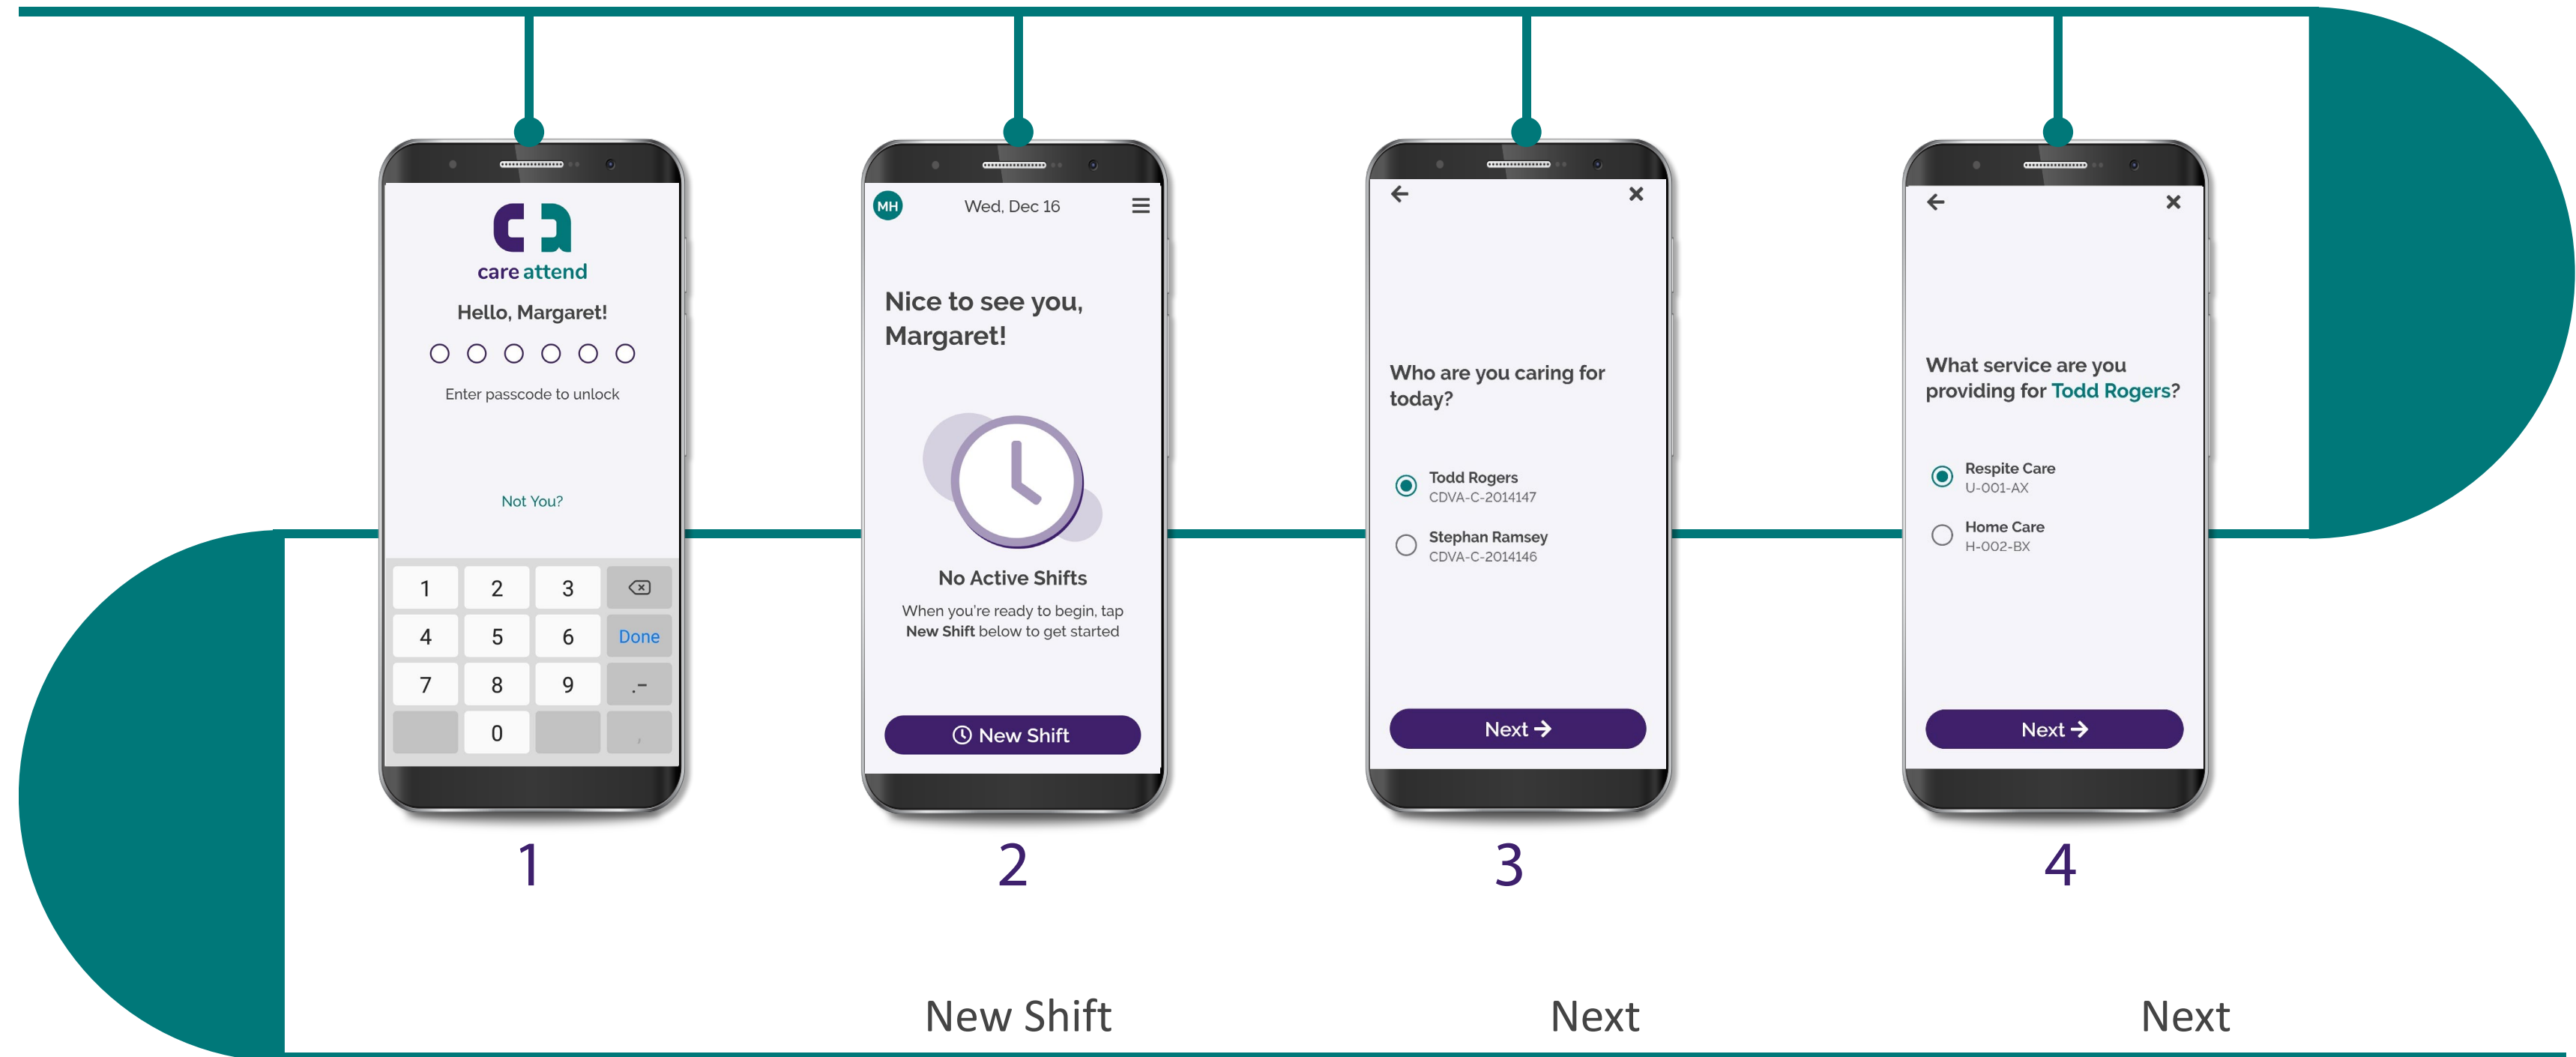 care attend
Hello, Margaret!
Enter passcode to unlock
Not You?
1 2 3
4 5 6 Done
7 8 9 .-
0 ,
1
MH Wed, Dec 16
Nice to see you,
Margaret!
No Active Shifts
When you're ready to begin, tap
New Shift below to get started
New Shift
2
Who are you caring for
today?
Todd Rogers
CDVA-C-2014147
Stephan Ramsey
CDVA-C-2014146
Next
3
What service are you
providing for Todd Rogers?
Respite Care
U-001-AX
Home Care
H-002-BX
Next
4
New Shift
Next
Next